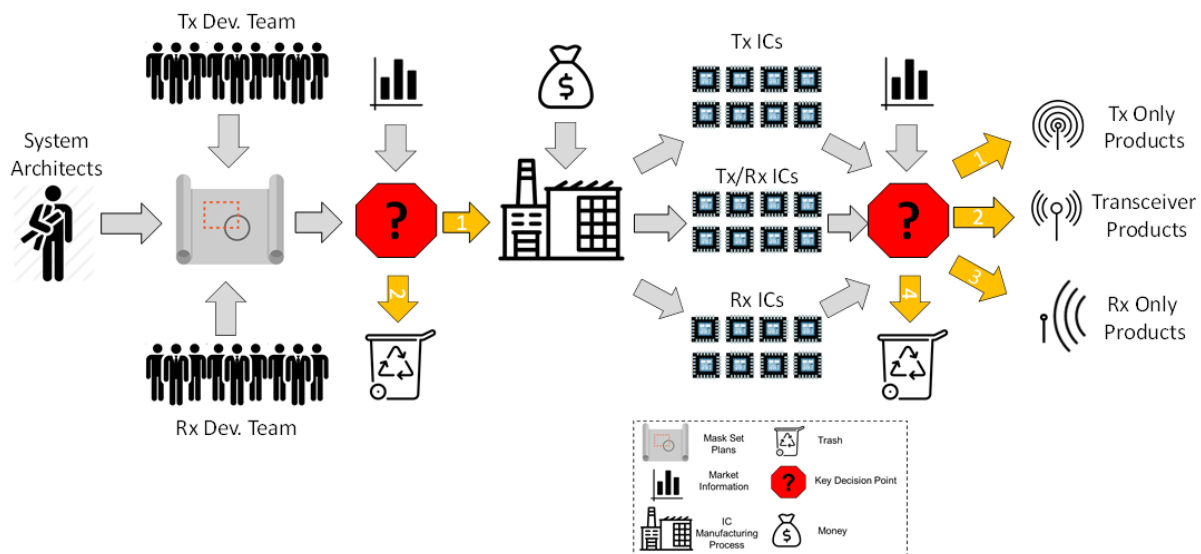 Tx Dev. Team
System
Architects
Rx Dev. Team
?
1
2
$
Tx ICs
Tx/Rx ICs
Rx ICs
?
1
2
3
4
Tx Only
Products
Transceiver
Products
Rx Only
Products
Mask Set
Plans
Trash
Market
Information
?
Key Decision Point
IC
Manufacturing
Process
$
Money